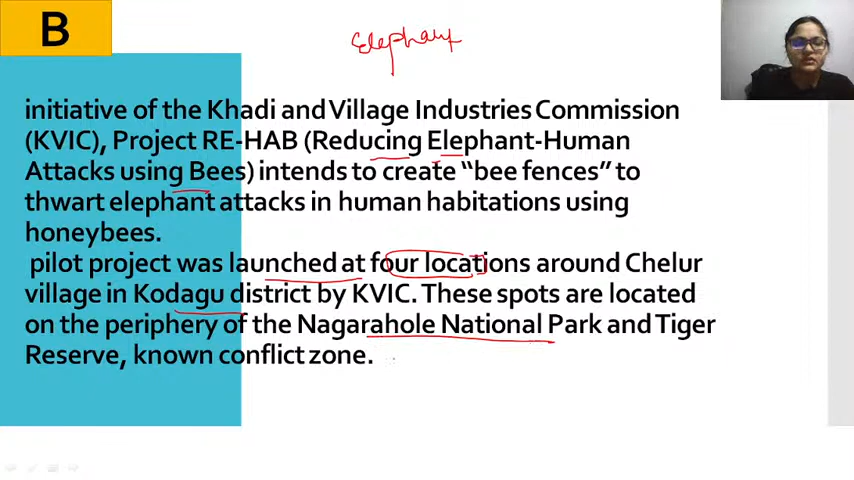 B
Elephant
initiative of the Khadi and Village Industries Commission
(KVIC), Project RE-HAB (Reducing Elephant-Human
Attacks using Bees) intends to create “bee fences” to
thwart elephant attacks in human habitations using
honeybees.
pilot project was launched at four locations around Chelur
village in Kodagu district by KVIC. These spots are located
on the periphery of the Nagarahole National Park and Tiger
Reserve, known conflict zone.